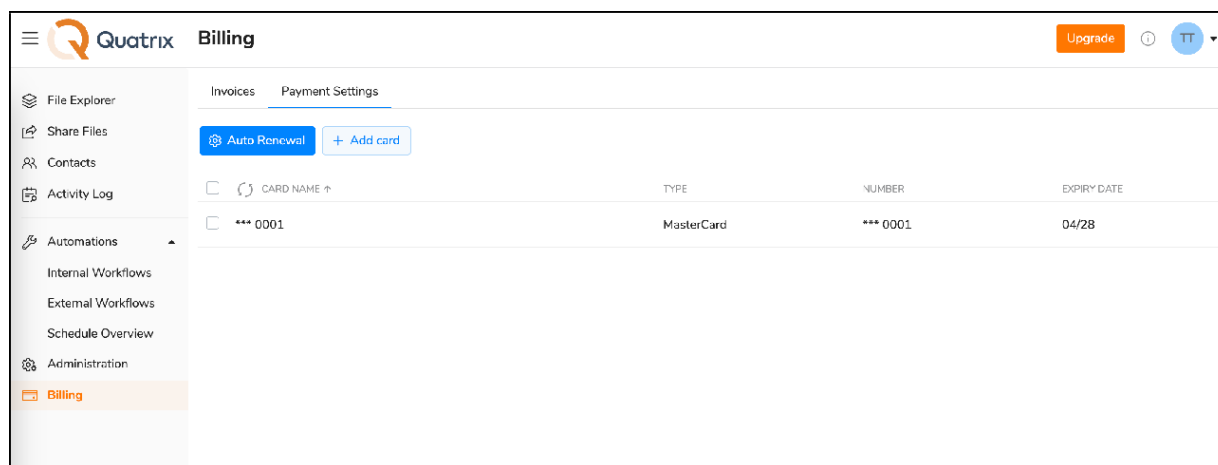 Quatrix
Billing
Upgrade
TT
File Explorer
Share Files
Contacts
Activity Log
Automations
Internal Workflows
External Workflows
Schedule Overview
Administration
Billing
Invoices Payment Settings
Auto Renewal + Add card
CARD NAME ↑ TYPE NUMBER EXPIRY DATE
*** 0001 MasterCard *** 0001 04/28